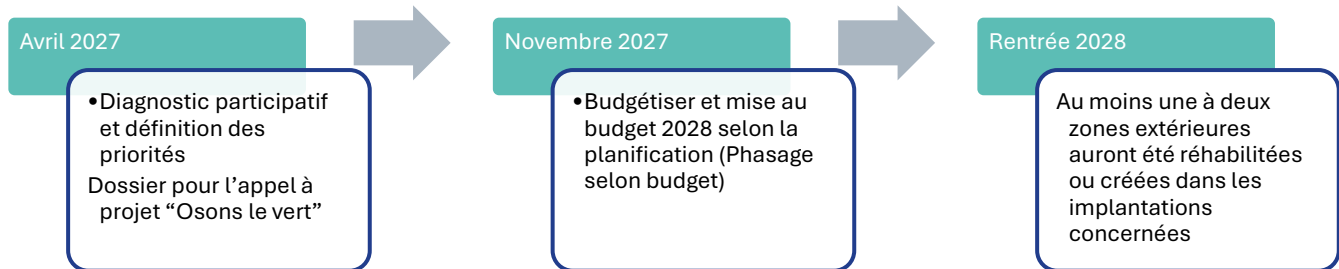 Avril 2027
•Diagnostic participatif
et définition des
priorités
Dossier pour l’appel à
projet “Osons le vert”
Novembre 2027
•Budgétiser et mise au
budget 2028 selon la
planification (Phasage
selon budget)
Rentrée 2028
Au moins une à deux
zones extérieures
auront été réhabilitées
ou créées dans les
implantations
concernées